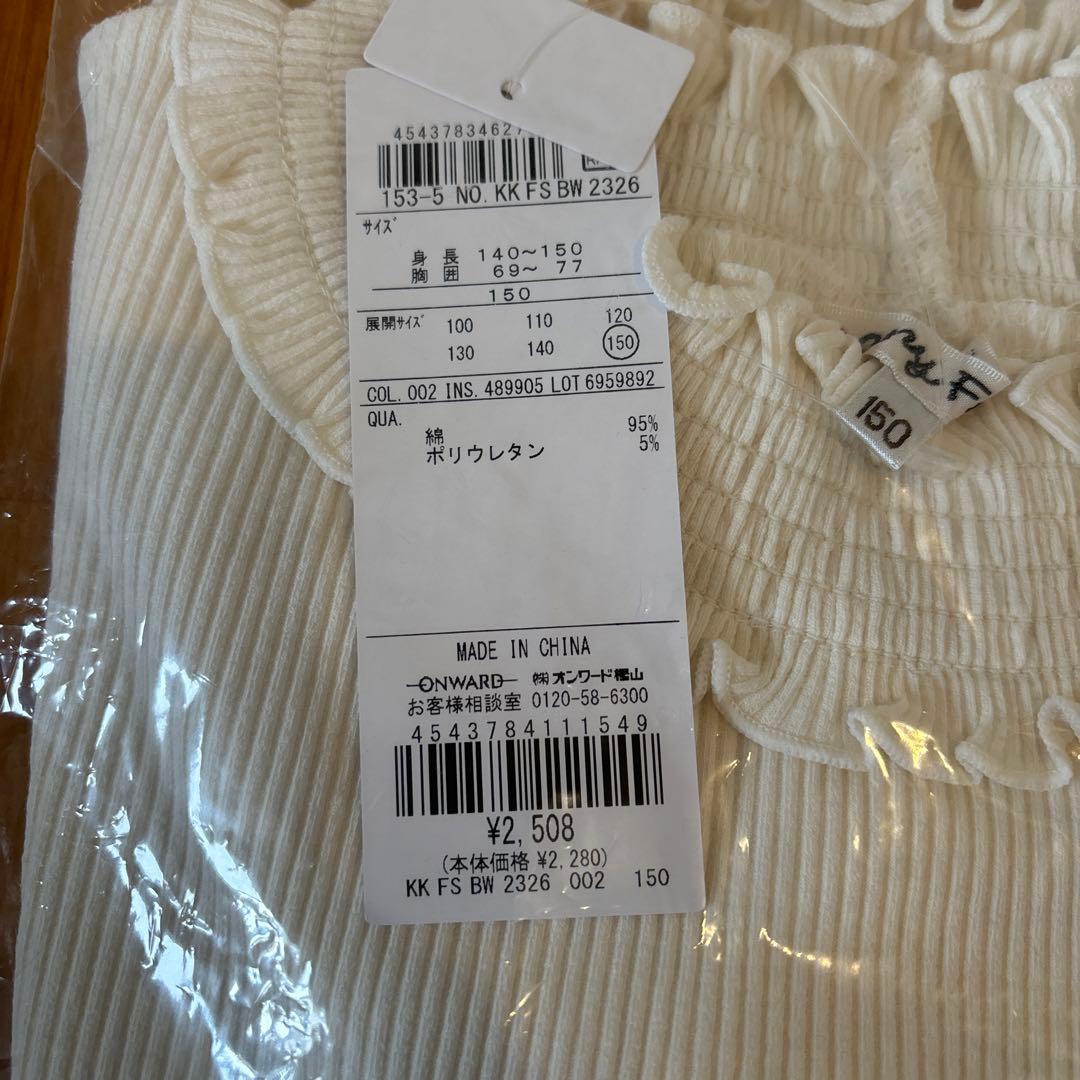 45437834627
153-5 NO. KK FS BW 2326
サイズ
身長 140～150
胸囲 69～ 77
150
展開サイズ 100 110 120
130 140 150
COL. 002 INS. 489905 LOT 6959892
QUA.
綿 95%
ポリウレタン 5%
MADE IN CHINA
ONWARD ㈱オンワード樫山
お客様相談室 0120-58-6300
4543784111549
¥2,508
(本体価格 ¥2,280)
KK FS BW 2326 002 150
150